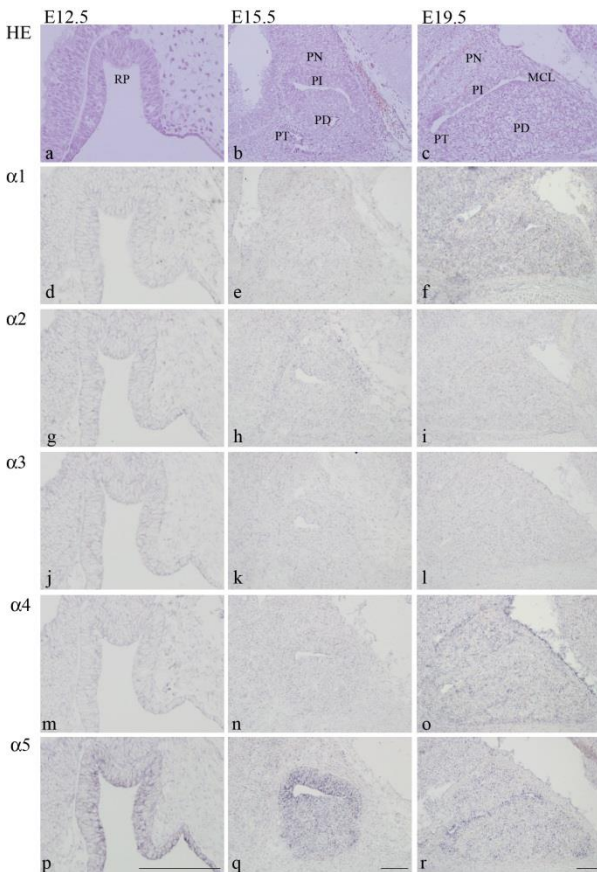 E12.5 E15.5 E19.5
HE
RP
a
PN
PI
PD
PT
b
PN
MCL
PI
PD
PT
c
α1
d e f
α2
g h i
α3
j k l
α4
m n o
α5
p q r